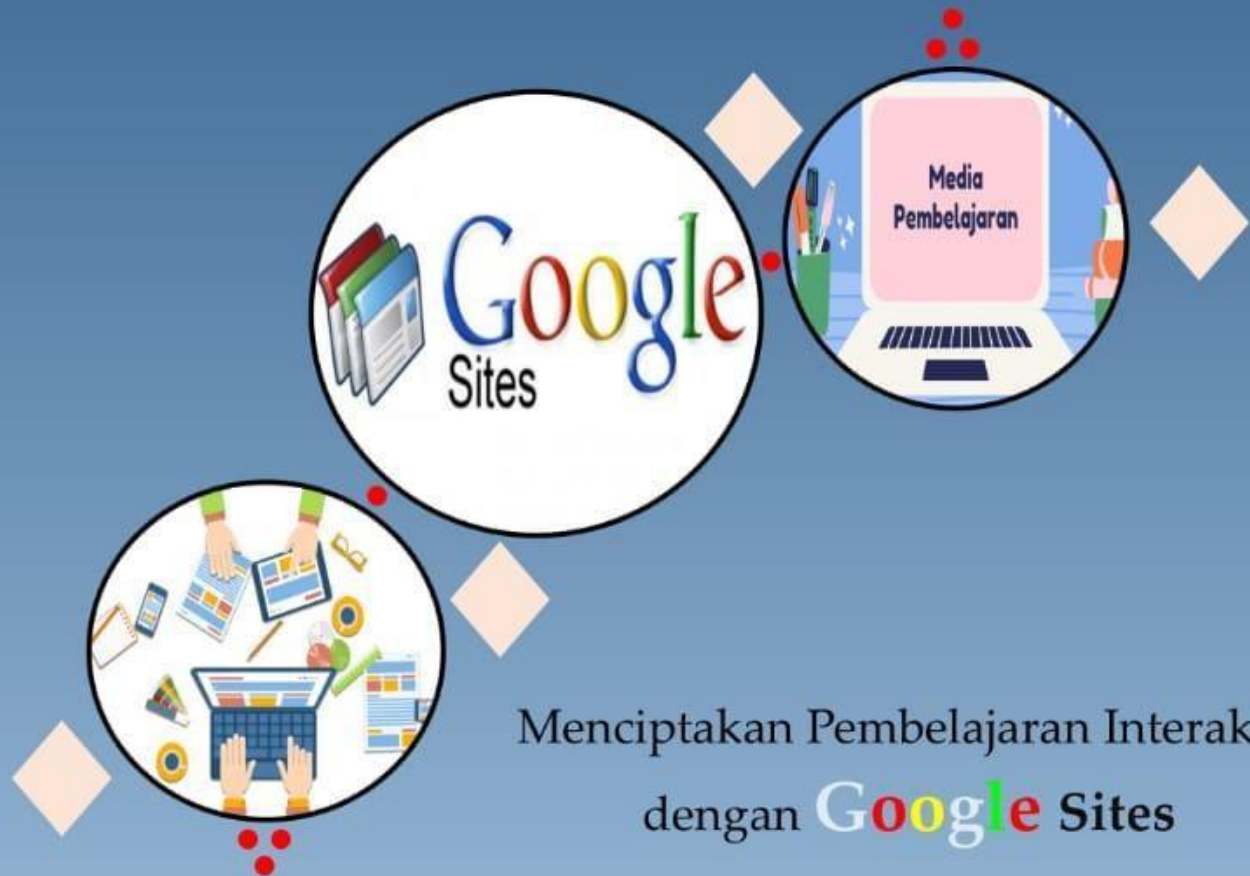 Media
Pembelajaran
Google
Sites
Menciptakan Pembelajaran Interak
dengan Google Sites